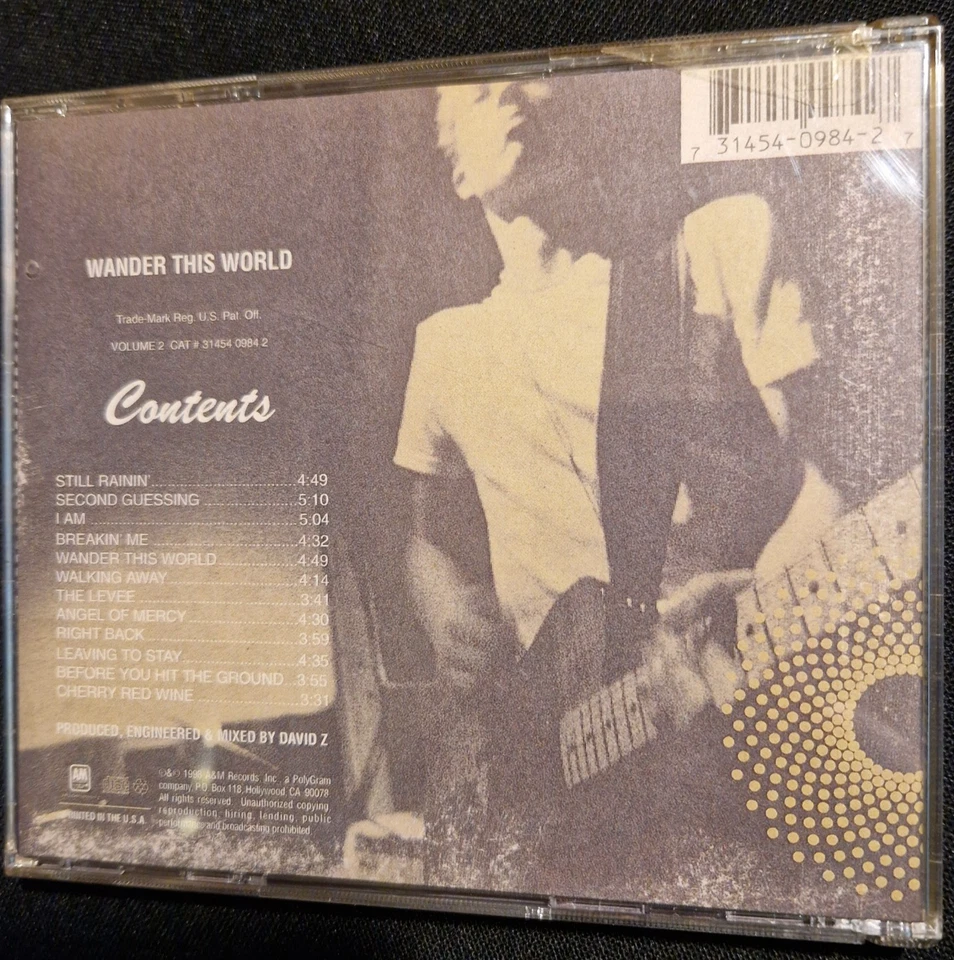 7 31454-0984-2 7
WANDER THIS WORLD
Trade-Mark Reg. U.S. Pat. Off.
VOLUME 2 CAT # 31454 0984 2
Contents
STILL RAININ' 4:49
SECOND GUESSING 5:10
I AM 5:04
BREAKIN' ME 4:32
WANDER THIS WORLD 4:49
WALKING AWAY 4:14
THE LEVEE 3:41
ANGEL OF MERCY 4:30
RIGHT BACK 3:59
LEAVING TO STAY 4:35
BEFORE YOU HIT THE GROUND 3:55
CHERRY RED WINE 3:31
PRODUCED, ENGINEERED & MIXED BY DAVID Z
AM
℗&© A&M Records, Inc., a PolyGram
company, P.O. Box 118, Hollywood, CA 90078
All rights reserved. Unauthorized copying,
reproduction, hiring, lending, public
and broadcasting prohibited.
PRINTED IN THE U.S.A.